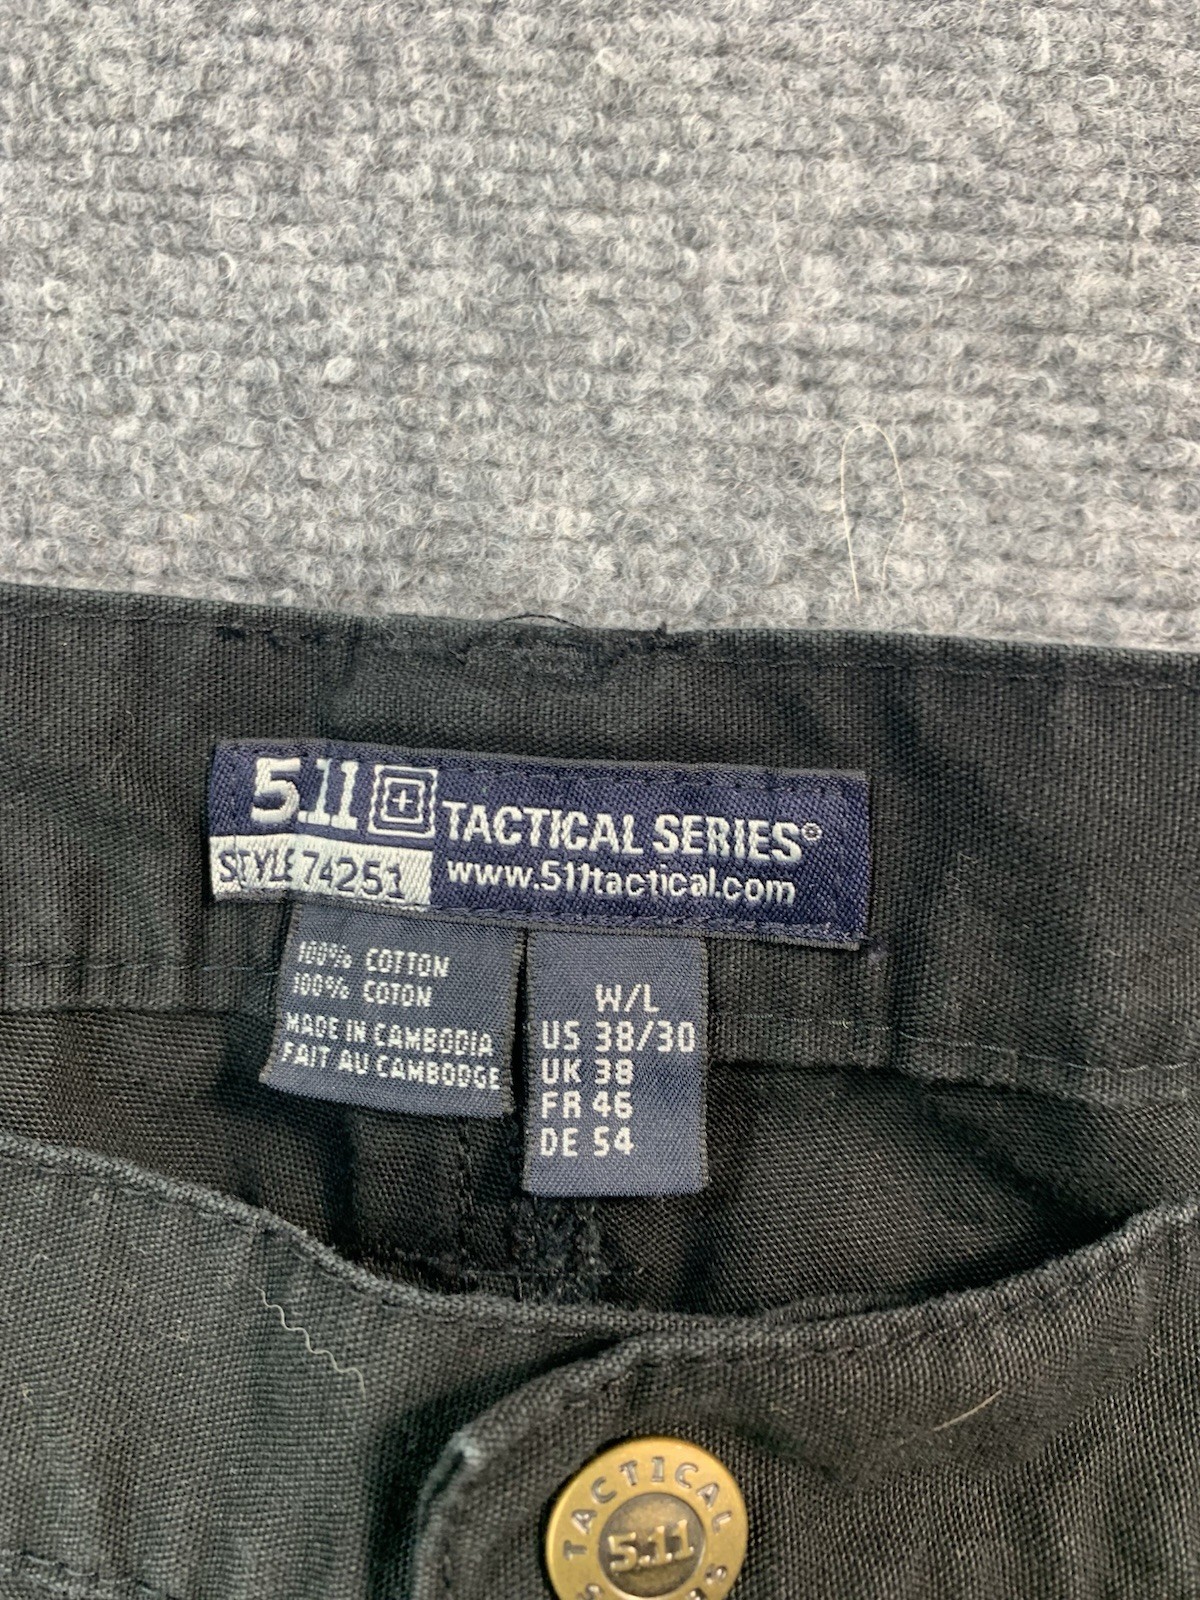 5.11 TACTICAL SERIES®
www.511tactical.com
STYLE 74251
100% COTTON
100% COTON
MADE IN CAMBODIA
FAIT AU CAMBODGE
W/L
US 38/30
UK 38
FR 46
DE 54
TACTICAL
5.11